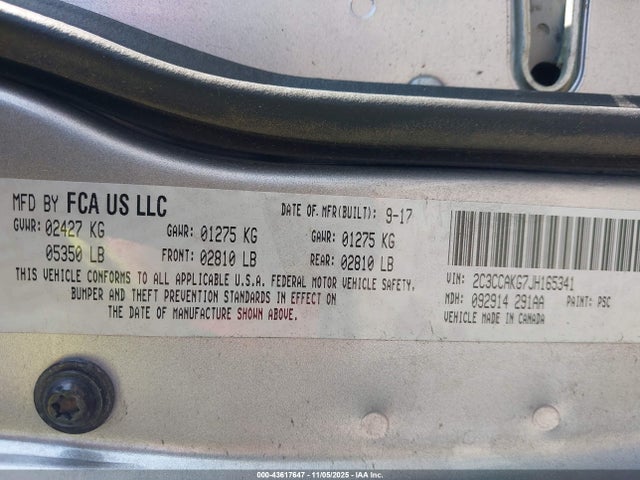 MFD BY FCA US LLC
DATE OF MFR(BUILT): 9-17
GVWR: 02427 KG
GAWR: 01275 KG
GAWR: 01275 KG
05350 LB
FRONT: 02810 LB
REAR: 02810 LB
THIS VEHICLE CONFORMS TO ALL APPLICABLE U.S.A. FEDERAL MOTOR VEHICLE SAFETY,
BUMPER AND THEFT PREVENTION STANDARDS IN EFFECT ON
THE DATE OF MANUFACTURE SHOWN ABOVE.
VIN: 2C3CCAKG7JH165341
MDH: 092914 291AA PAINT: PSC
VEHICLE MADE IN CANADA
000-43617647 - 11/05/2025 - IAAI.COM